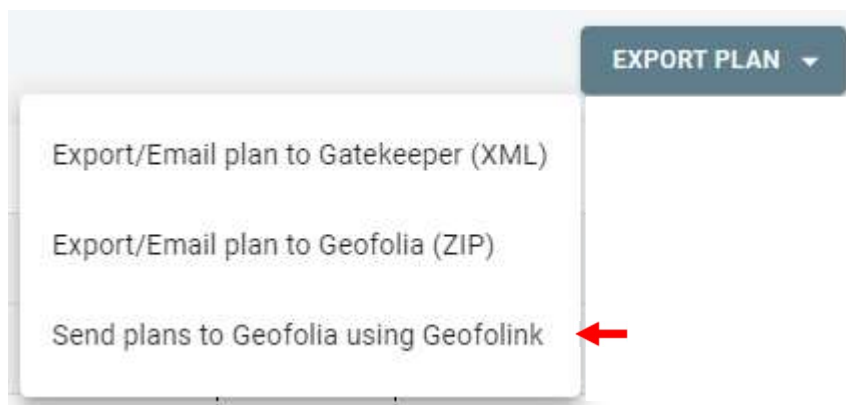 EXPORT PLAN
Export/Email plan to Gatekeeper (XML)
Export/Email plan to Geofolia (ZIP)
Send plans to Geofolia using Geofolink